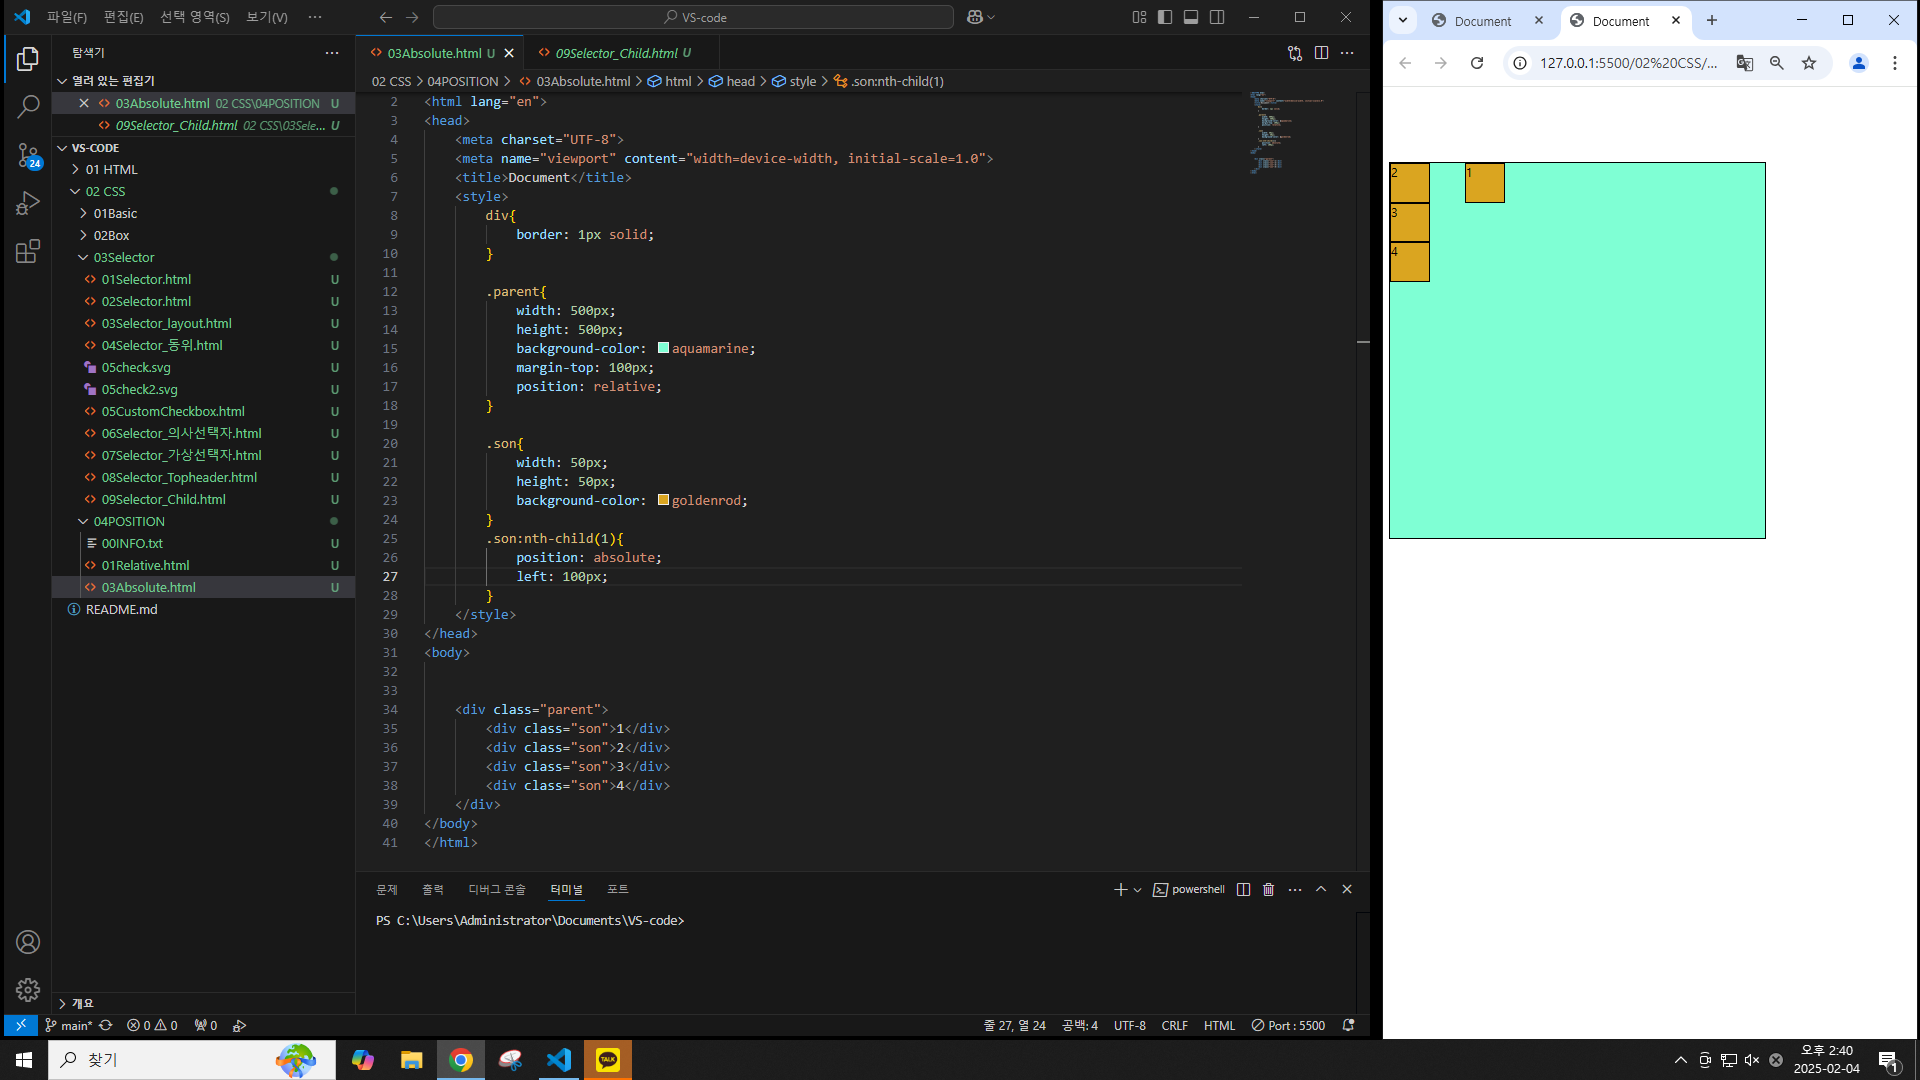 파일(F) 편집(E) 선택 영역(S) 보기(V) ··· VS-code
탐색기 ···
열려 있는 편집기
03Absolute.html 02 CSS\04POSITION U
09Selector_Child.html 02 CSS\03Sele... U
24
VS-CODE
01 HTML
02 CSS
01Basic
02Box
03Selector
01Selector.html U
02Selector.html U
03Selector_layout.html U
04Selector_동위.html U
05check.svg U
05check2.svg U
05CustomCheckbox.html U
06Selector_의사선택자.html U
07Selector_가상선택자.html U
08Selector_Topheader.html U
09Selector_Child.html U
04POSITION
00INFO.txt U
01Relative.html U
03Absolute.html U
README.md
개요
03Absolute.html U 09Selector_Child.html U
02 CSS > 04POSITION > 03Absolute.html > html > head > style > .son:nth-child(1)
2 <html lang="en">
3 <head>
4 <meta charset="UTF-8">
5 <meta name="viewport" content="width=device-width, initial-scale=1.0">
6 <title>Document</title>
7 <style>
8 div{
9 border: 1px solid;
10 }
11
12 .parent{
13 width: 500px;
14 height: 500px;
15 background-color: aquamarine;
16 margin-top: 100px;
17 position: relative;
18 }
19
20 .son{
21 width: 50px;
22 height: 50px;
23 background-color: goldenrod;
24 }
25 .son:nth-child(1){
26 position: absolute;
27 left: 100px;
28 }
29 </style>
30 </head>
31 <body>
32
33
34 <div class="parent">
35 <div class="son">1</div>
36 <div class="son">2</div>
37 <div class="son">3</div>
38 <div class="son">4</div>
39 </div>
40 </body>
41 </html>
문제 출력 디버그 콘솔 터미널 포트 powershell
PS C:\Users\Administrator\Documents\VS-code>
main* 0 0 0 줄 27, 열 24 공백: 4 UTF-8 CRLF HTML Port : 5500
Document Document
127.0.0.1:5500/02%20CSS/...
2 1
3
4
찾기 TALK 오후 2:40
2025-02-04 1